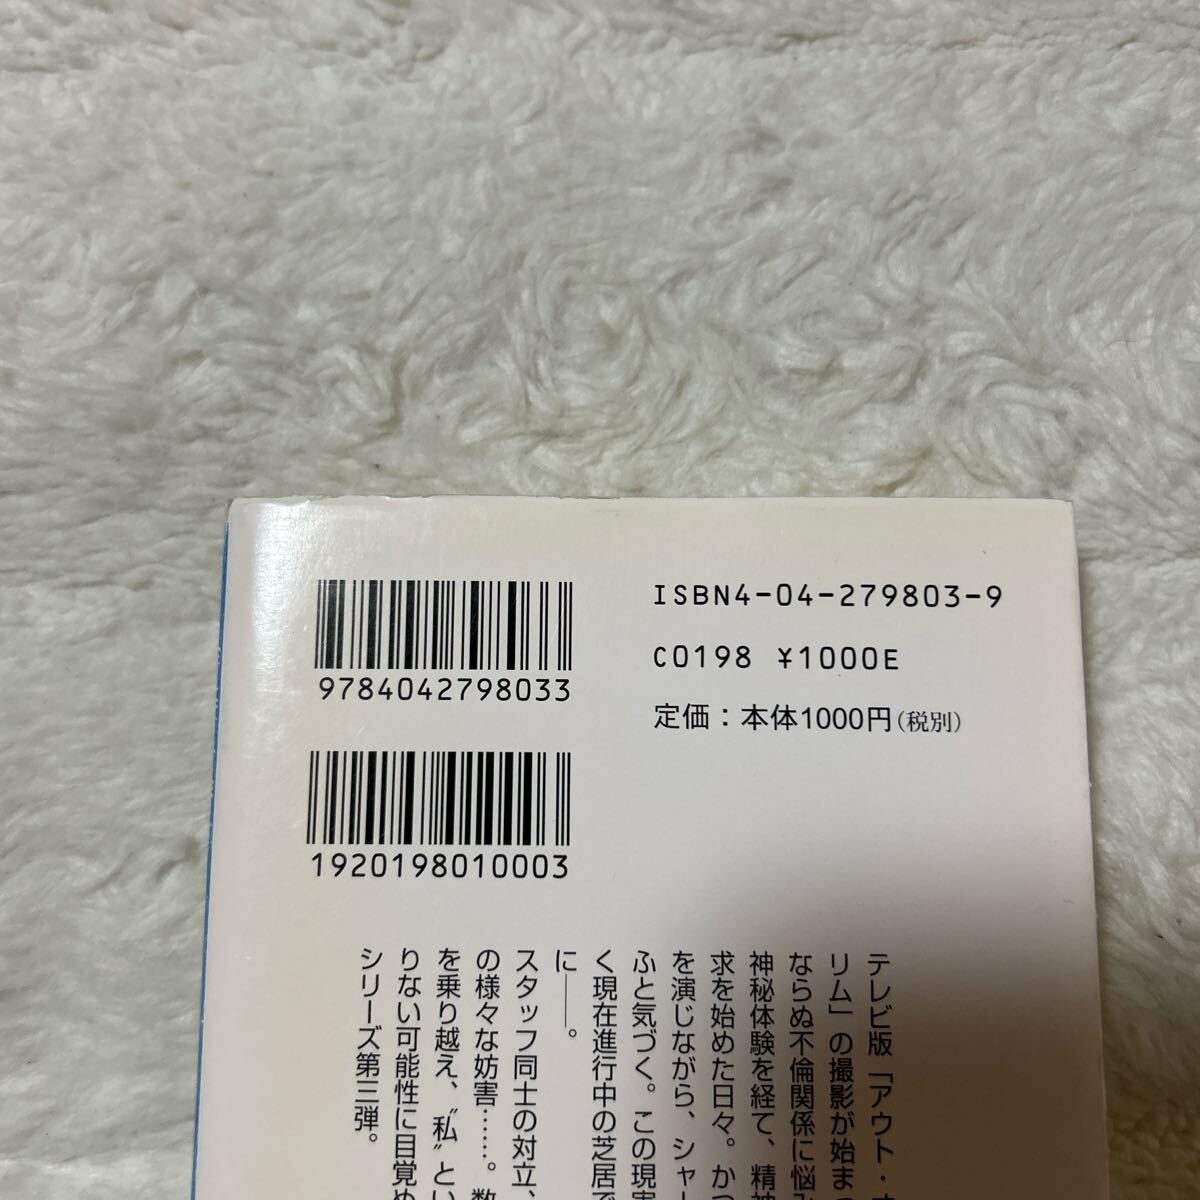 9784042798033
1920198010003
ISBN4-04-279803-9
C0198 ¥1000E
定価：本体1000円(税別)
テレビ版「アウト・
リム」の撮影が始ま
ならぬ不倫関係に悩み
神秘体験を経て、精神
求を始めた日々。かつ
を演じながら、シャー
ふと気づく。この現実
く現在進行中の芝居で
に――。
スタッフ同士の対立、
の様々な妨害……。数
を乗り越え、〝私〟とい
りない可能性に目覚め
シリーズ第三弾。